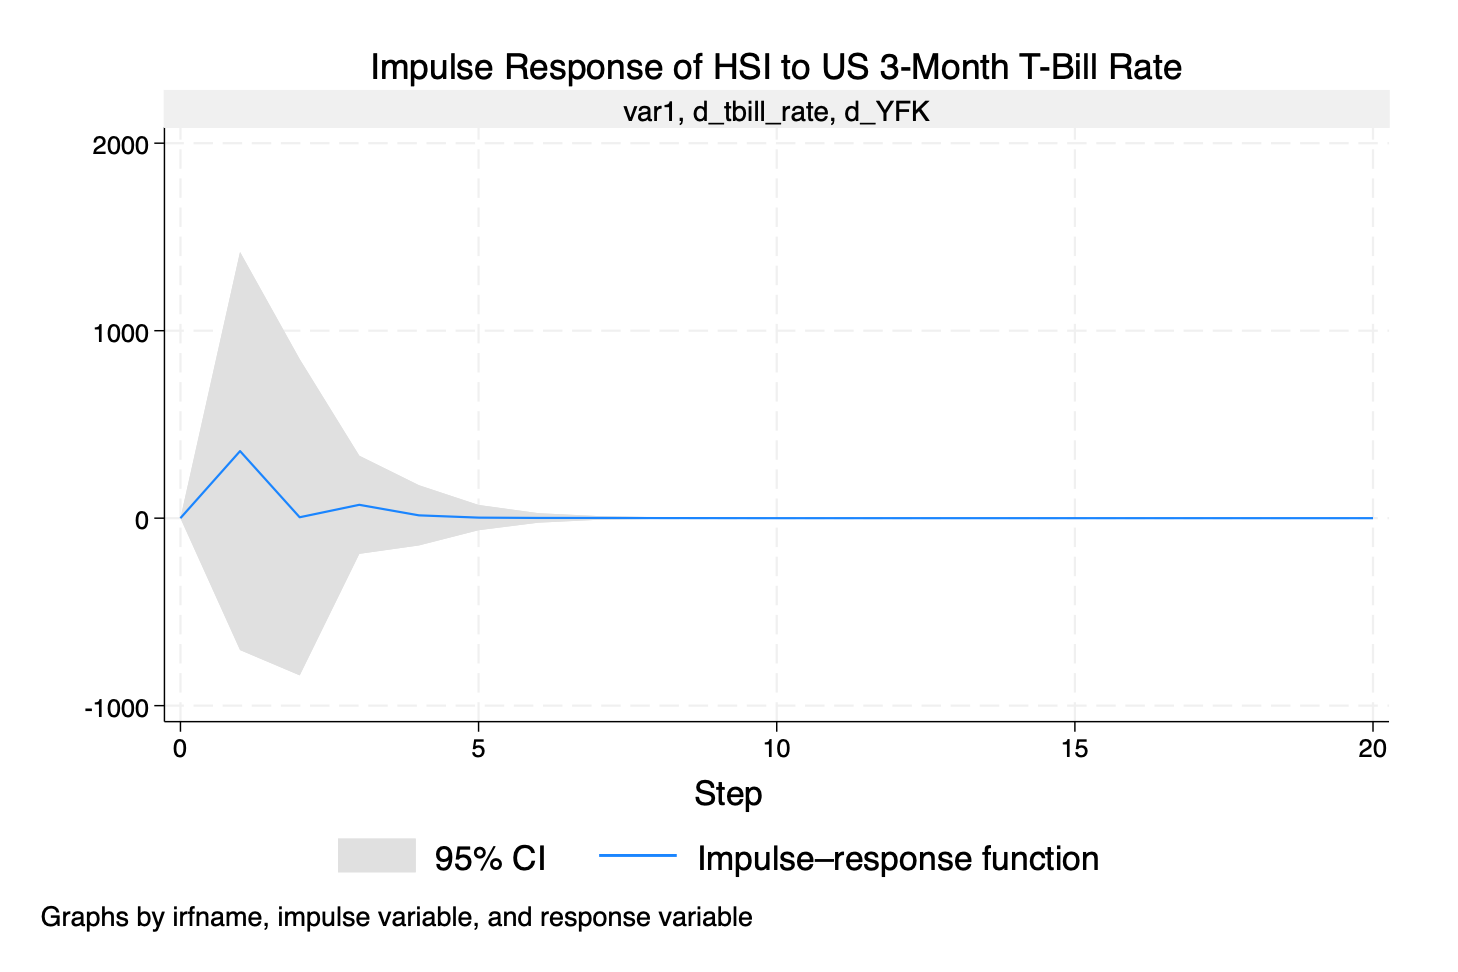 Impulse Response of HSI to US 3-Month T-Bill Rate
var1, d_tbill_rate, d_YFK
2000
1000
0
-1000
0 5 10 15 20
Step
95% CI Impulse–response function
Graphs by irfname, impulse variable, and response variable